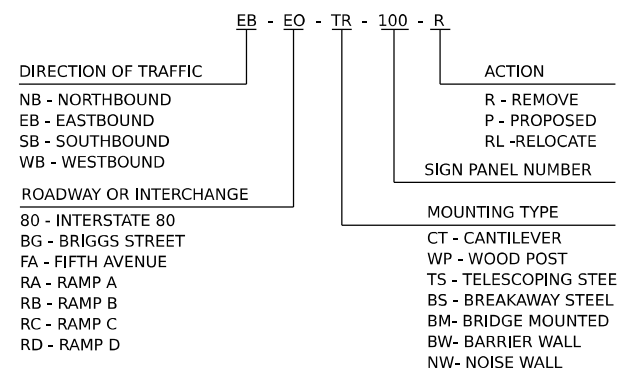 EB - EO - TR - 100 - R
DIRECTION OF TRAFFIC
NB - NORTHBOUND
EB - EASTBOUND
SB - SOUTHBOUND
WB - WESTBOUND
ROADWAY OR INTERCHANGE
80 - INTERSTATE 80
BG - BRIGGS STREET
FA - FIFTH AVENUE
RA - RAMP A
RB - RAMP B
RC - RAMP C
RD - RAMP D
ACTION
R - REMOVE
P - PROPOSED
RL -RELOCATE
SIGN PANEL NUMBER
MOUNTING TYPE
CT - CANTILEVER
WP - WOOD POST
TS - TELESCOPING STEE
BS - BREAKAWAY STEEL
BM- BRIDGE MOUNTED
BW- BARRIER WALL
NW- NOISE WALL